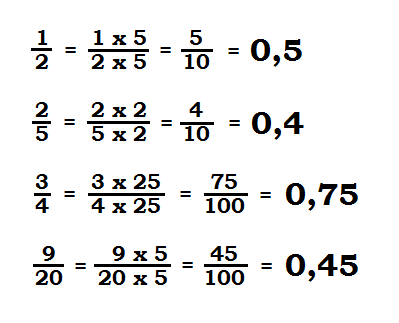 1/2 = 1 x 5/2 x 5 = 5/10 = 0,5
2/5 = 2 x 2/5 x 2 = 4/10 = 0,4
3/4 = 3 x 25/4 x 25 = 75/100 = 0,75
9/20 = 9 x 5/20 x 5 = 45/100 = 0,45